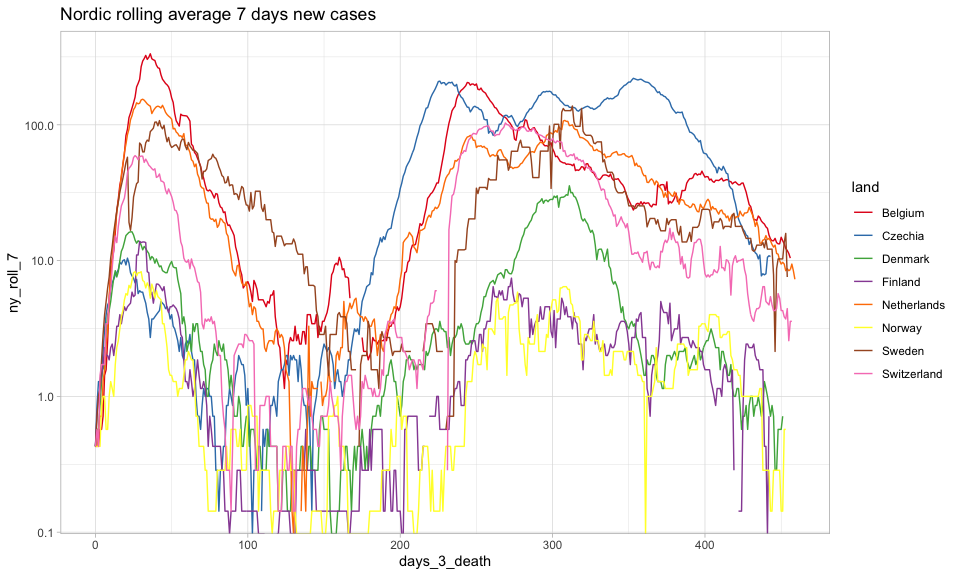 Nordic rolling average 7 days new cases
ny_roll_7
100.0
10.0
1.0
0.1
0
100
200
300
400
days_3_death
land
Belgium
Czechia
Denmark
Finland
Netherlands
Norway
Sweden
Switzerland